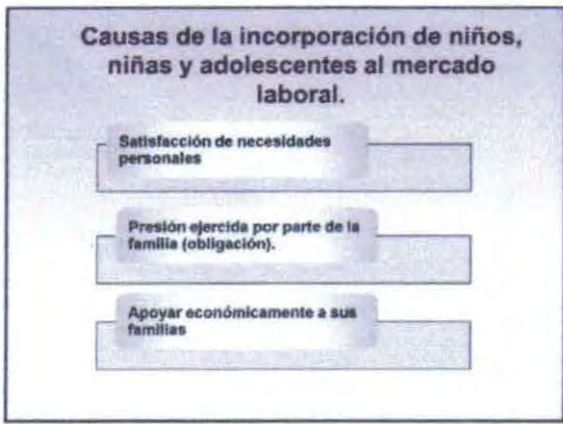 Causas de la incorporación de niños,
niñas y adolescentes al mercado
laboral.
Satisfacción de necesidades
personales
Presión ejercida por parte de la
familia (obligación).
Apoyar económicamente a sus
familias